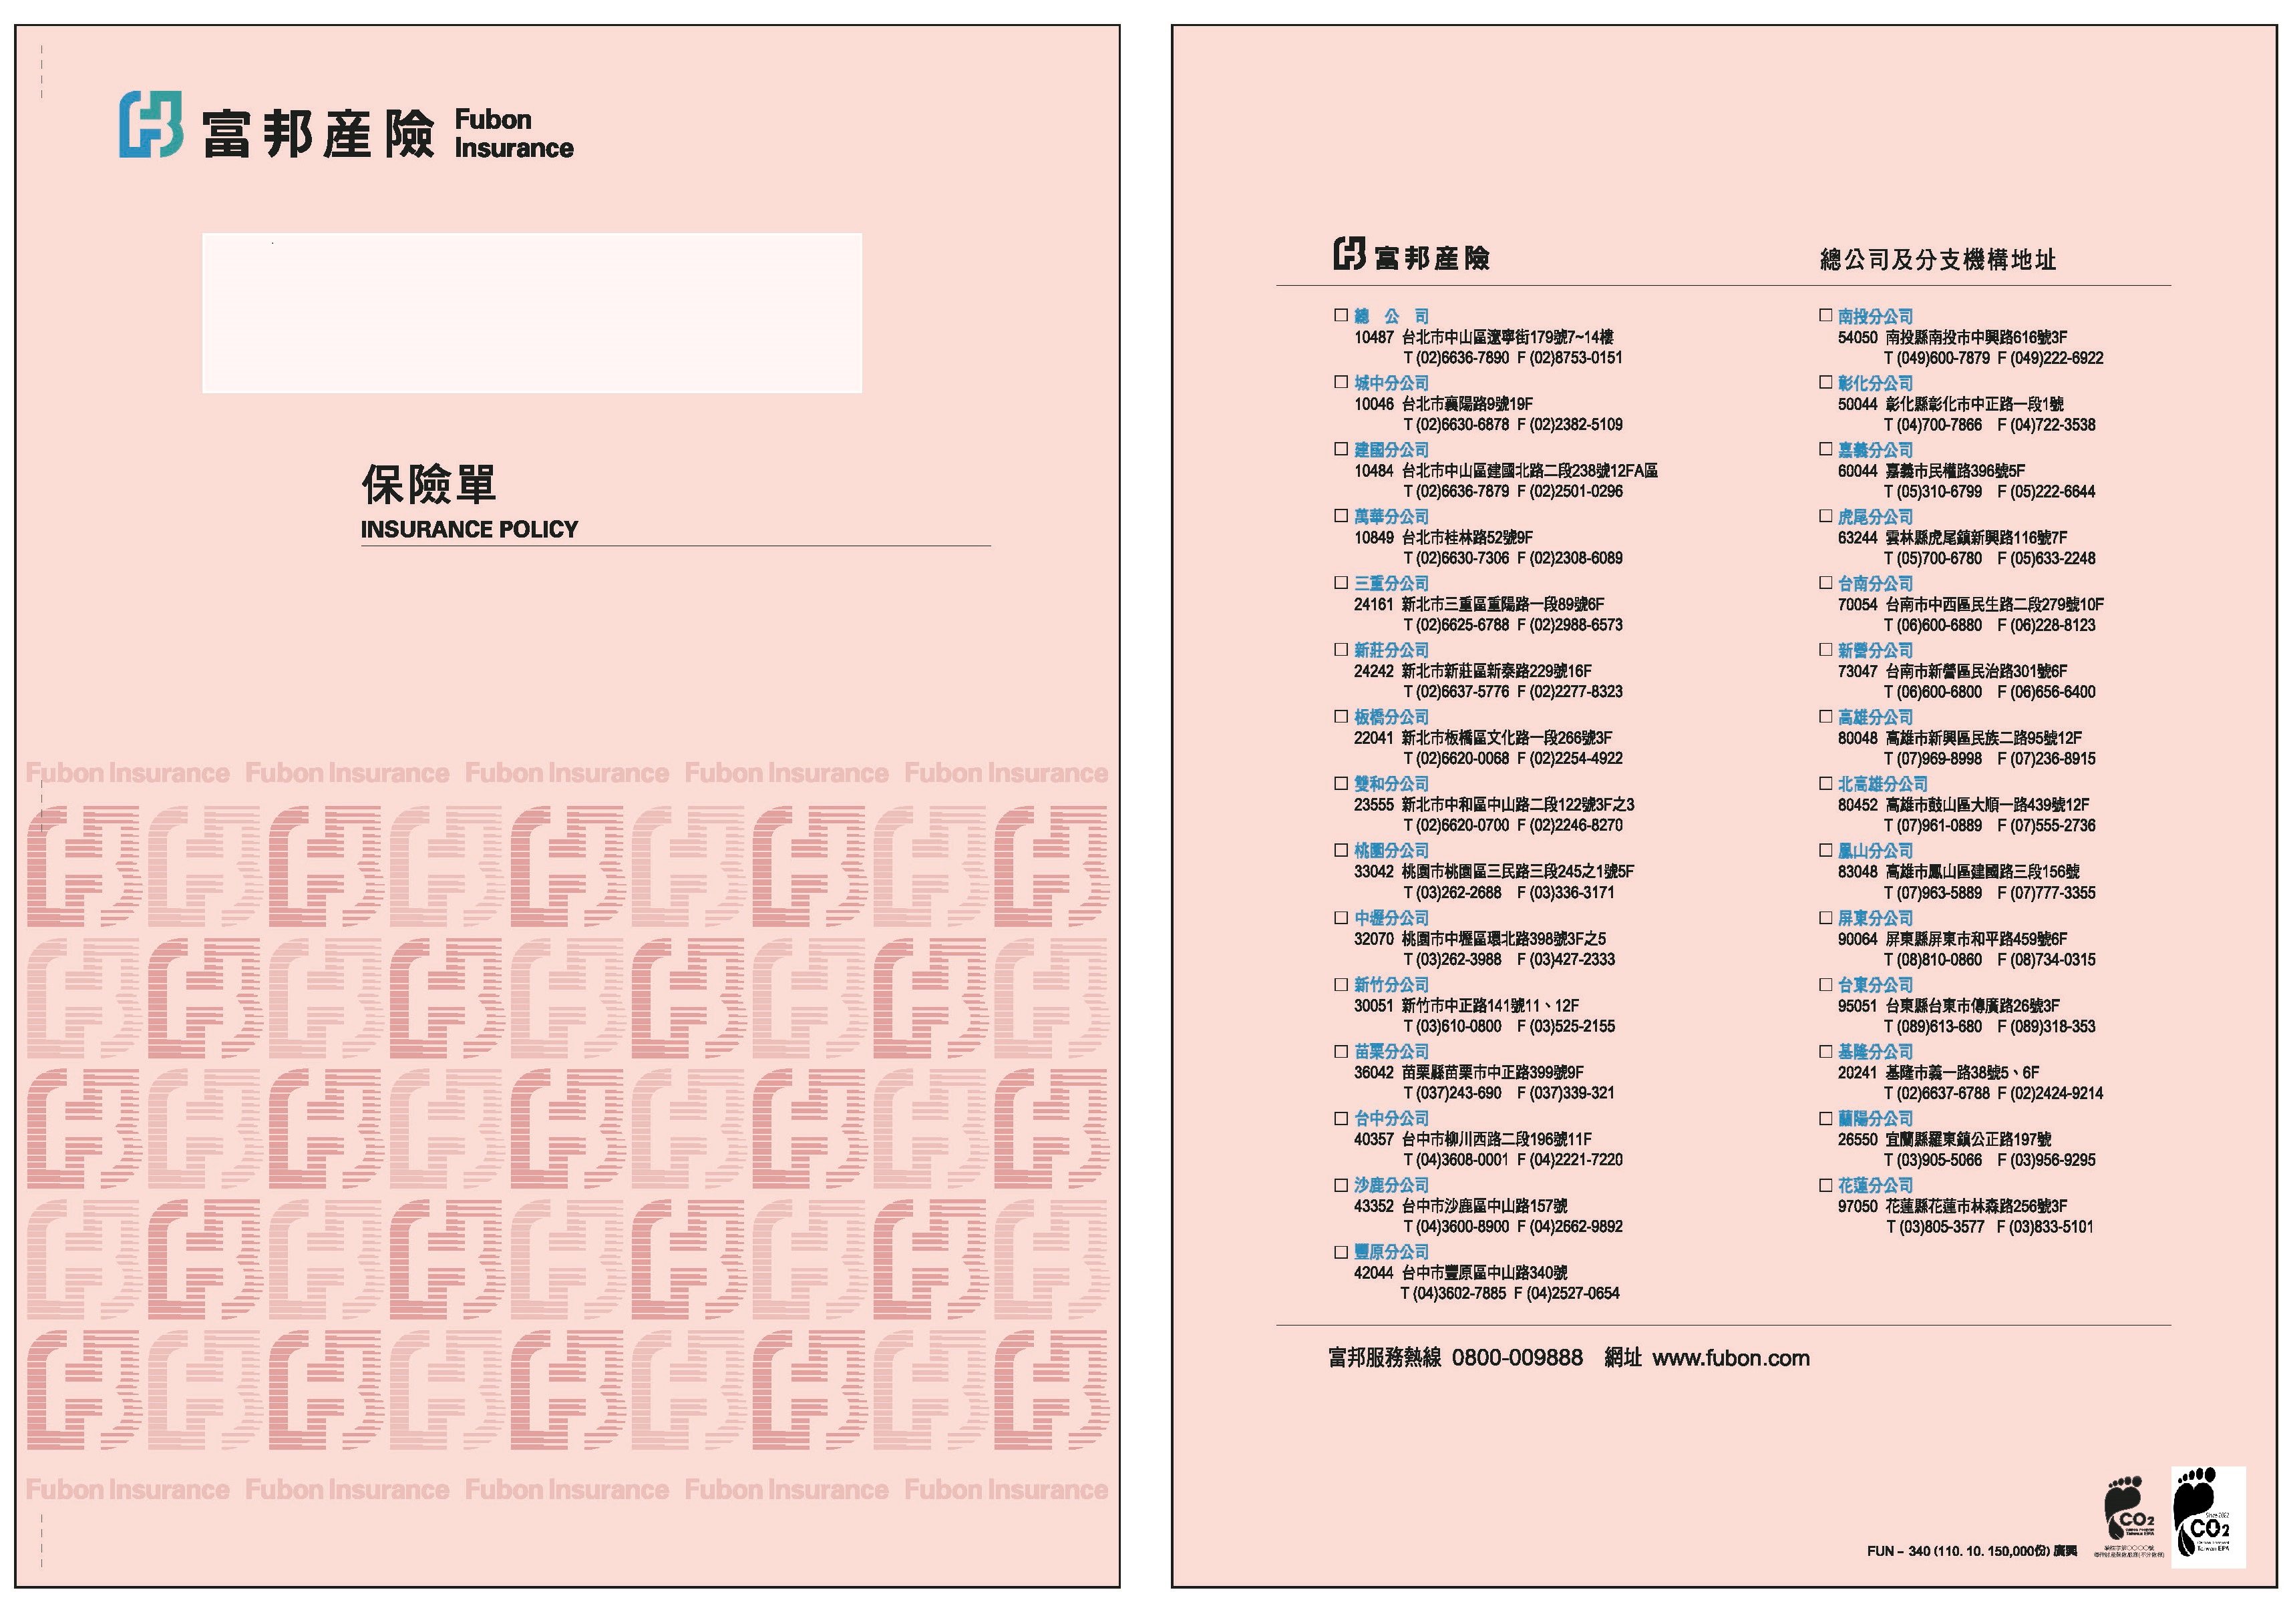 富邦産險 Fubon Insurance
保險單
INSURANCE POLICY
Fubon Insurance Fubon Insurance Fubon Insurance Fubon Insurance Fubon Insurance
Fubon Insurance Fubon Insurance Fubon Insurance Fubon Insurance Fubon Insurance
富邦産險 總公司及分支機構地址
□ 總 公 司
10487 台北市中山區遼寧街179號7~14樓
T (02)6636-7890 F (02)8753-0151
□ 城中分公司
10046 台北市襄陽路9號19F
T (02)6630-6878 F (02)2382-5109
□ 建國分公司
10484 台北市中山區建國北路二段238號12FA區
T (02)6636-7879 F (02)2501-0296
□ 萬華分公司
10849 台北市桂林路52號9F
T (02)6630-7306 F (02)2308-6089
□ 三重分公司
24161 新北市三重區重陽路一段89號6F
T (02)6625-6788 F (02)2988-6573
□ 新莊分公司
24242 新北市新莊區新泰路229號16F
T (02)6637-5776 F (02)2277-8323
□ 板橋分公司
22041 新北市板橋區文化路一段266號3F
T (02)6620-0068 F (02)2254-4922
□ 雙和分公司
23555 新北市中和區中山路二段122號3F之3
T (02)6620-0700 F (02)2246-8270
□ 桃園分公司
33042 桃園市桃園區三民路三段245之1號5F
T (03)262-2688 F (03)336-3171
□ 中壢分公司
32070 桃園市中壢區環北路398號3F之5
T (03)262-3988 F (03)427-2333
□ 新竹分公司
30051 新竹市中正路141號11、12F
T (03)610-0800 F (03)525-2155
□ 苗栗分公司
36042 苗栗縣苗栗市中正路399號9F
T (037)243-690 F (037)339-321
□ 台中分公司
40357 台中市柳川西路二段196號11F
T (04)3608-0001 F (04)2221-7220
□ 沙鹿分公司
43352 台中市沙鹿區中山路157號
T (04)3600-8900 F (04)2662-9892
□ 豐原分公司
42044 台中市豐原區中山路340號
T (04)3602-7885 F (04)2527-0654
□ 南投分公司
54050 南投縣南投市中興路616號3F
T (049)600-7879 F (049)222-6922
□ 彰化分公司
50044 彰化縣彰化市中正路一段1號
T (04)700-7866 F (04)722-3538
□ 嘉義分公司
60044 嘉義市民權路396號5F
T (05)310-6799 F (05)222-6644
□ 虎尾分公司
63244 雲林縣虎尾鎮新興路116號7F
T (05)700-6780 F (05)633-2248
□ 台南分公司
70054 台南市中西區民生路二段279號10F
T (06)600-6880 F (06)228-8123
□ 新營分公司
73047 台南市新營區民治路301號6F
T (06)600-6800 F (06)656-6400
□ 高雄分公司
80048 高雄市新興區民族二路95號12F
T (07)969-8998 F (07)236-8915
□ 北高雄分公司
80452 高雄市鼓山區大順一路439號12F
T (07)961-0889 F (07)555-2736
□ 鳳山分公司
83048 高雄市鳳山區建國路三段156號
T (07)963-5889 F (07)777-3355
□ 屏東分公司
90064 屏東縣屏東市和平路459號6F
T (08)810-0860 F (08)734-0315
□ 台東分公司
95051 台東縣台東市傳廣路26號3F
T (089)613-680 F (089)318-353
□ 基隆分公司
20241 基隆市義一路38號5、6F
T (02)6637-6788 F (02)2424-9214
□ 蘭陽分公司
26550 宜蘭縣羅東鎮公正路197號
T (03)905-5066 F (03)956-9295
□ 花蓮分公司
97050 花蓮縣花蓮市林森路256號3F
T (03)805-3577 F (03)833-5101
富邦服務熱線 0800-009888 網址 www.fubon.com
FUN – 340 (110. 10. 150,000份) 廣興
CO2
Taiwan EPA
Since 2022
CO2
Taiwan EPA